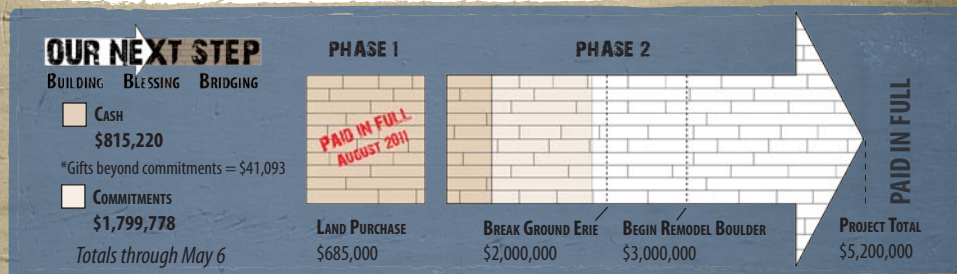 OUR NEXT STEP
BUILDING BLESSING BRIDGING
CASH
$815,220
*Gifts beyond commitments = $41,093
COMMITMENTS
$1,799,778
Totals through May 6
PHASE 1
PAID IN FULL
AUGUST 2011
LAND PURCHASE
$685,000
PHASE 2
BREAK GROUND ERIE
$2,000,000
BEGIN REMODEL BOULDER
$3,000,000
PAID IN FULL
PROJECT TOTAL
$5,200,000